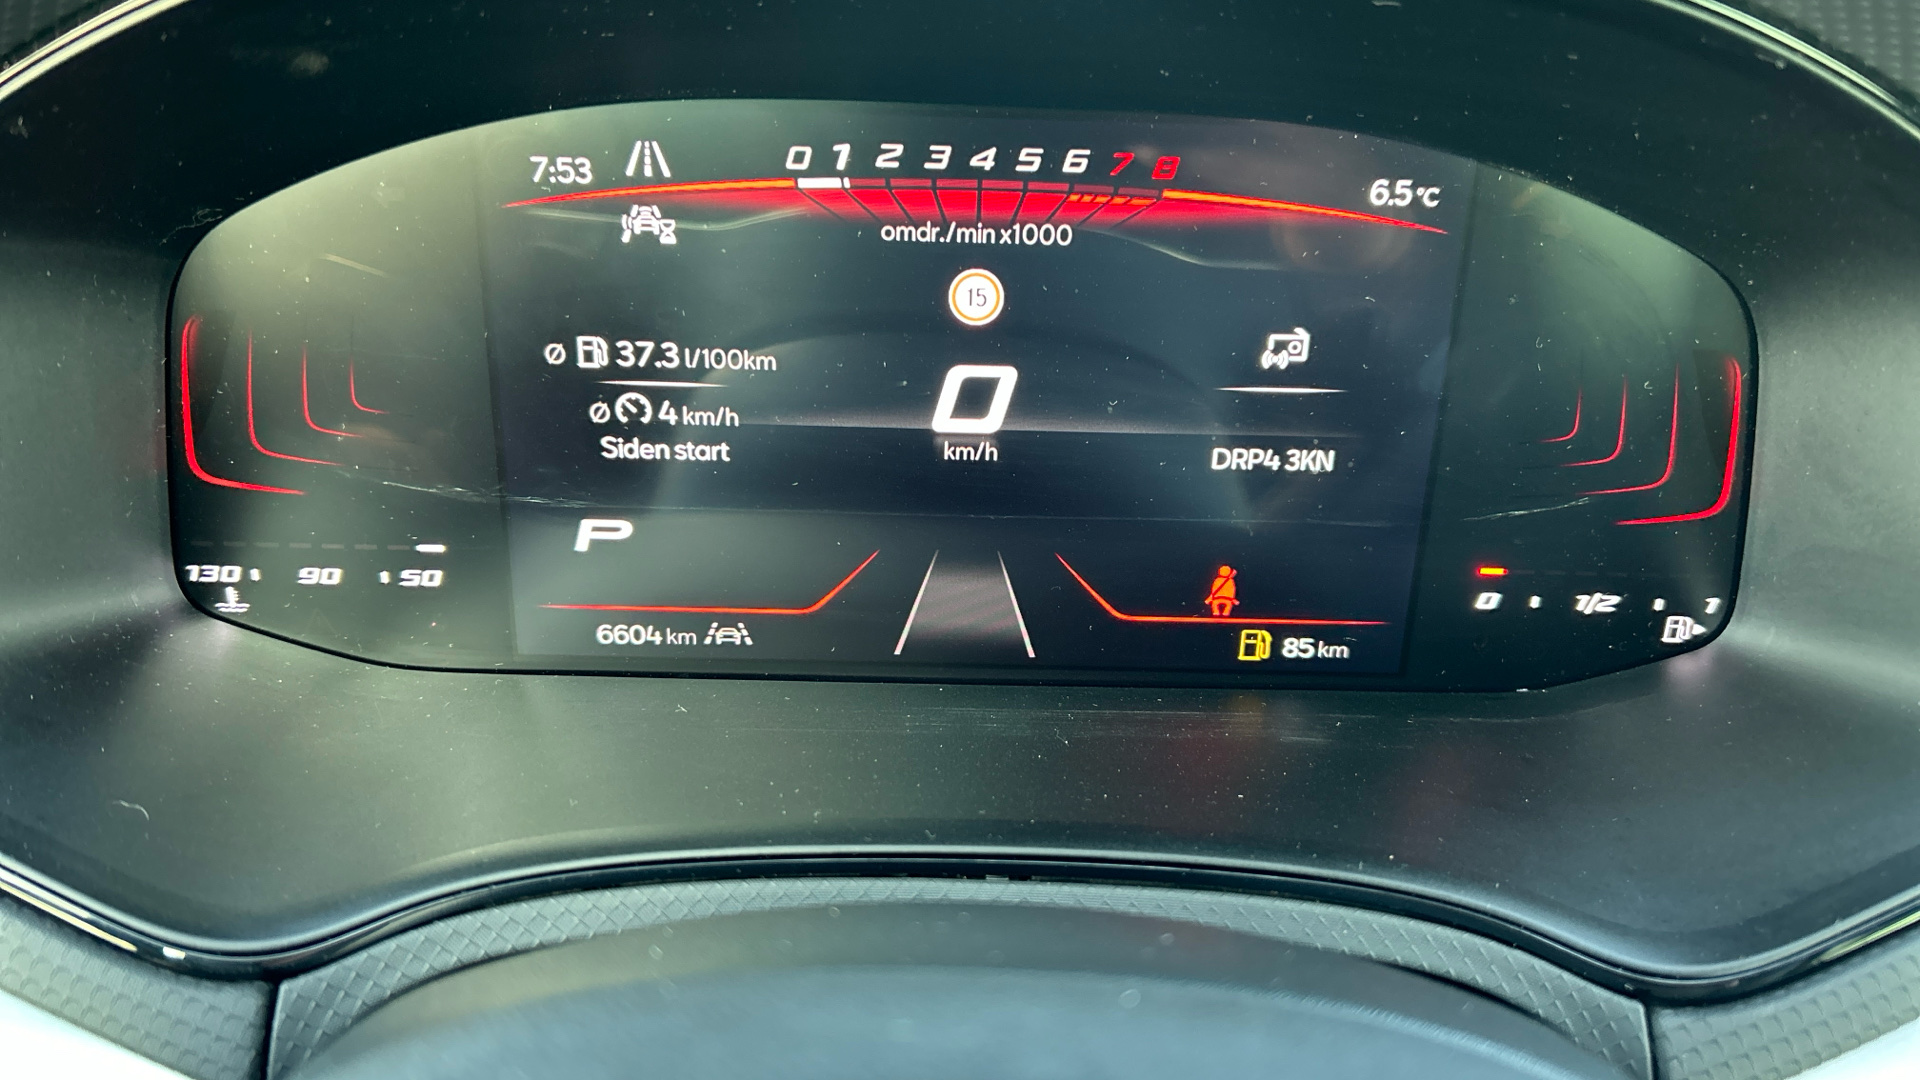 7:53
0 1 2 3 4 5 6 7 8
6.5°C
omdr./min x1000
15
Ø 37.3 l/100km
Ø 4 km/h
Siden start
0
km/h
DRP4 3KN
P
130 90 50
0 1/2 1
6604 km
85 km